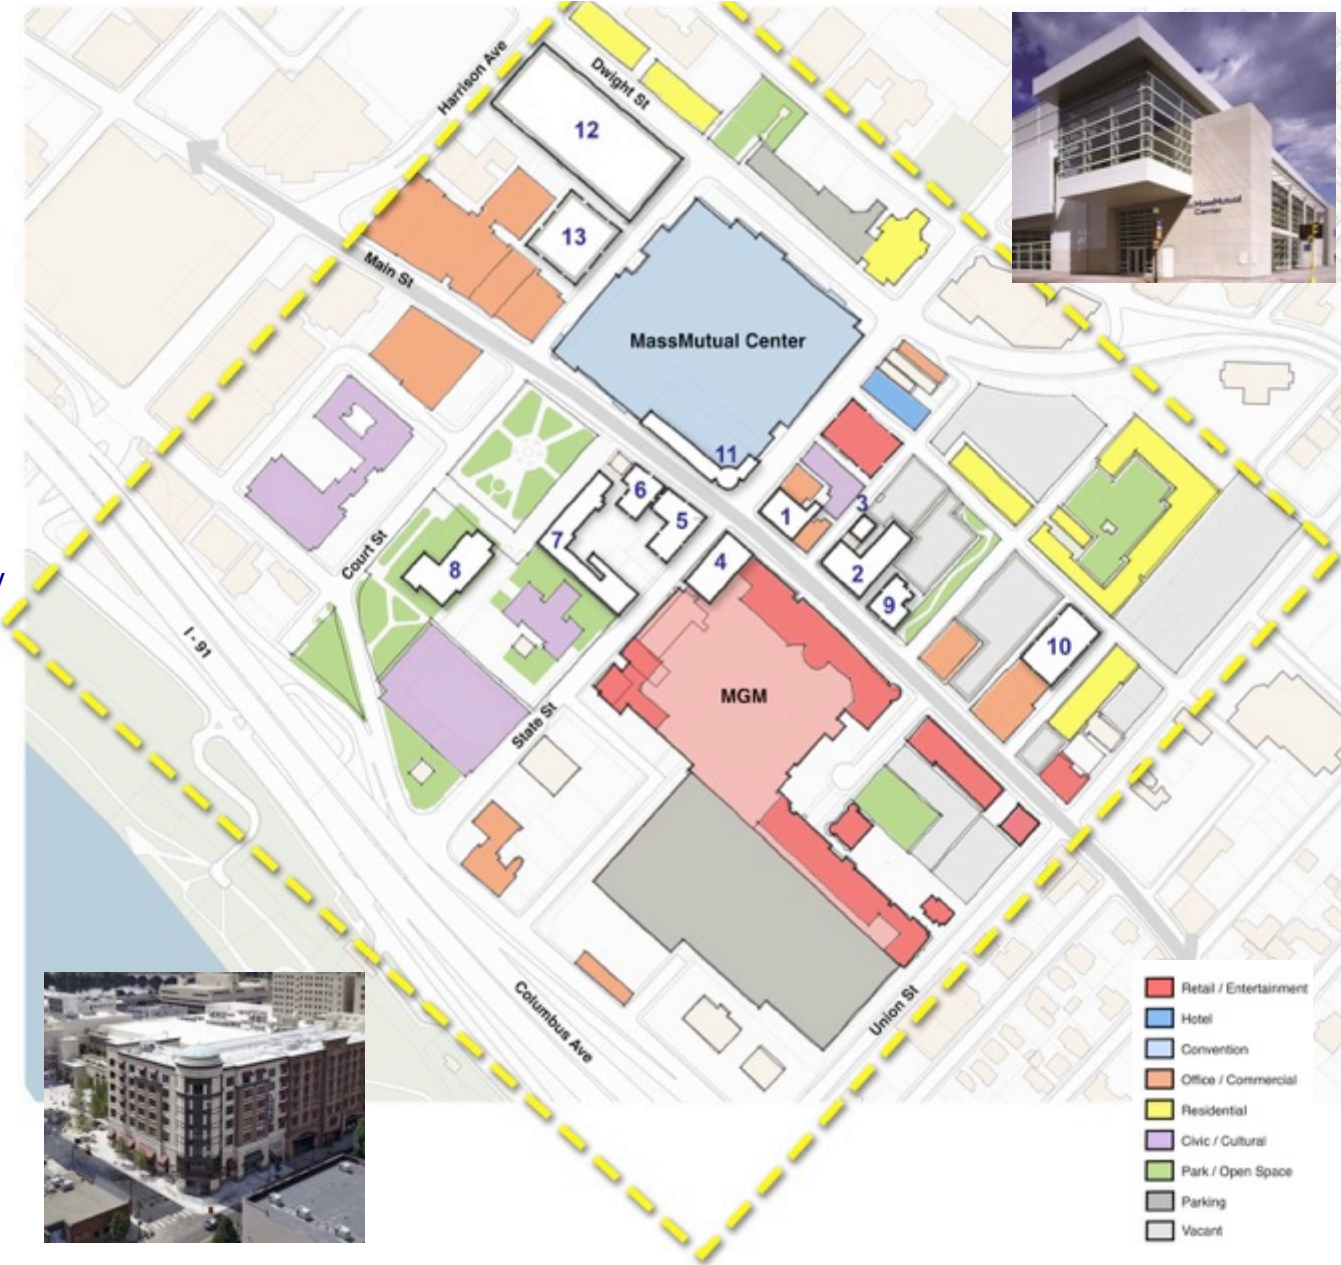 Harrison Ave
Dwight St
12
13
MassMutual
Center
Main St
MassMutual Center
11
6
5
3
1
7
Court St
8
4
2
9
10
y
I - 91
MGM
State St
Columbus Ave
Union St
Retail / Entertainment
Hotel
Convention
Office / Commercial
Residential
Civic / Cultural
Park / Open Space
Parking
Vacant